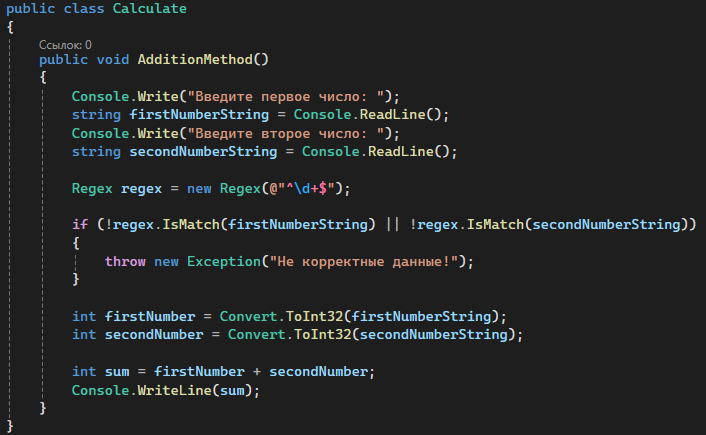 public class Calculate
{
Ссылок: 0
public void AdditionMethod()
{
Console.Write("Введите первое число: ");
string firstNumberString = Console.ReadLine();
Console.Write("Введите второе число: ");
string secondNumberString = Console.ReadLine();
Regex regex = new Regex(@"^\d+$");
if (!regex.IsMatch(firstNumberString) || !regex.IsMatch(secondNumberString))
{
throw new Exception("Не корректные данные!");
}
int firstNumber = Convert.ToInt32(firstNumberString);
int secondNumber = Convert.ToInt32(secondNumberString);
int sum = firstNumber + secondNumber;
Console.WriteLine(sum);
}
}